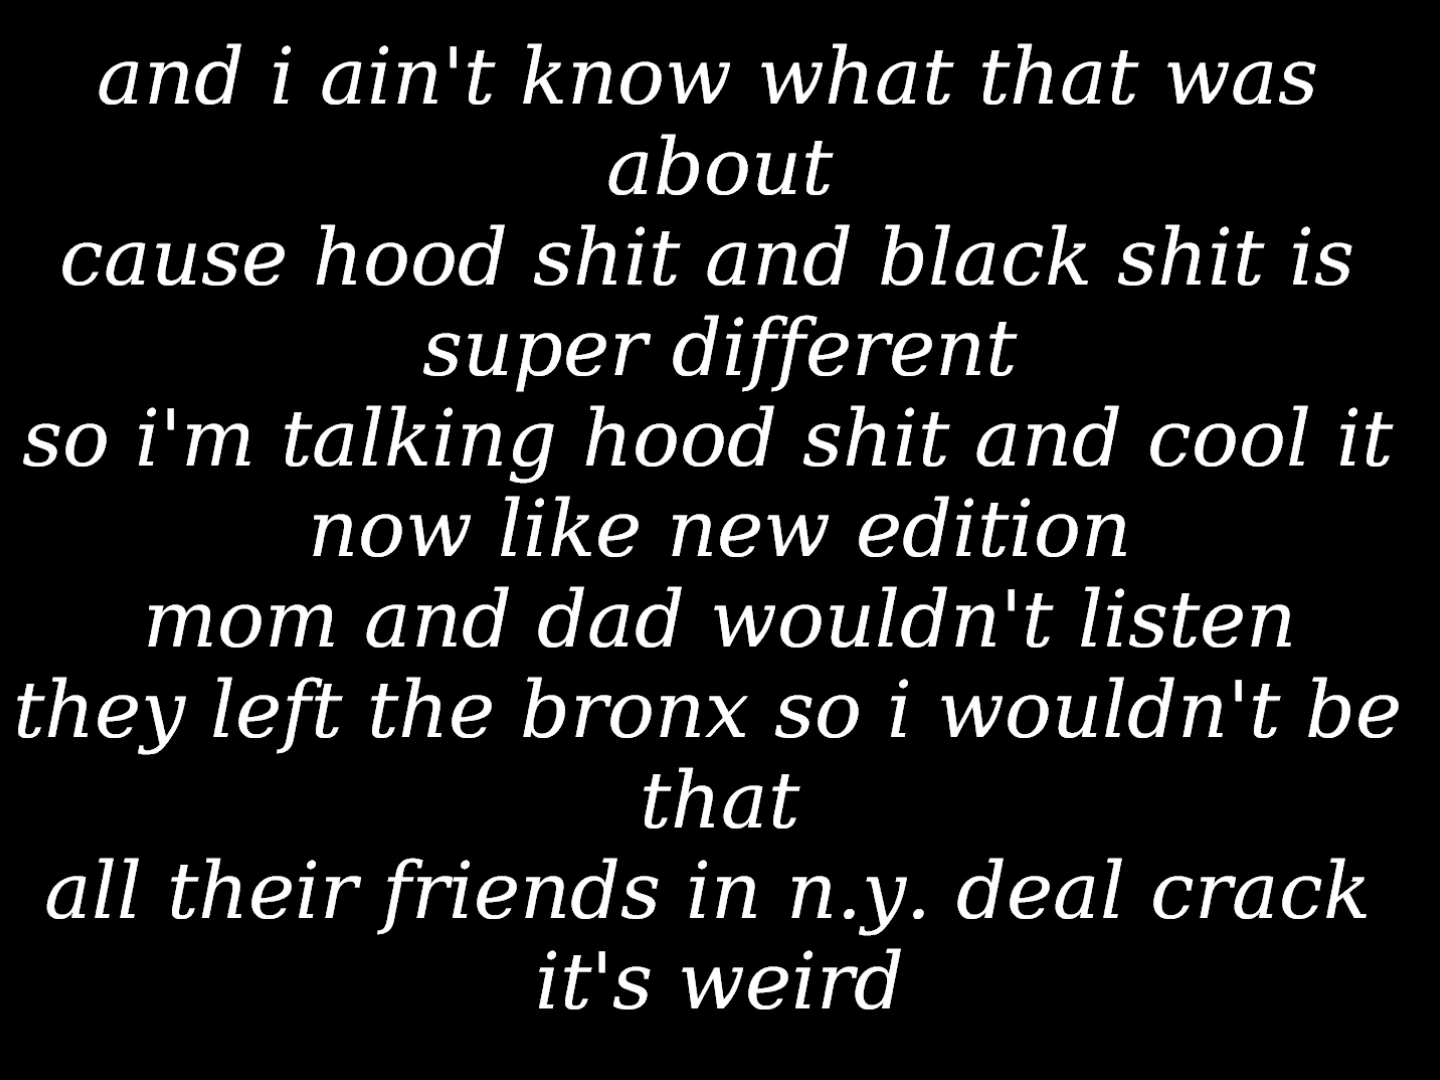 and i ain't know what that was
about
cause hood shit and black shit is
super different
so i'm talking hood shit and cool it
now like new edition
mom and dad wouldn't listen
they left the bronx so i wouldn't be
that
all their friends in n.y. deal crack
it's weird